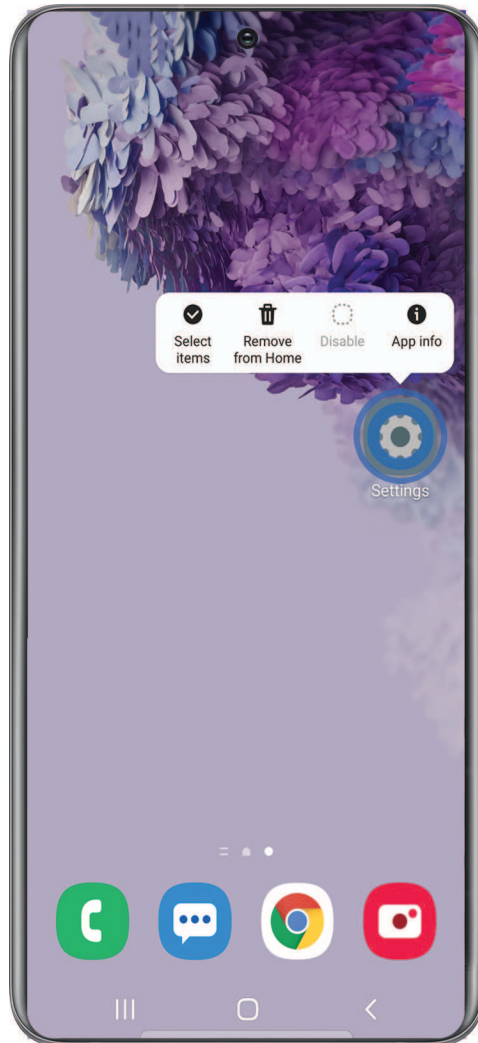 Select
items
Remove
from Home
Disable
App info
Settings